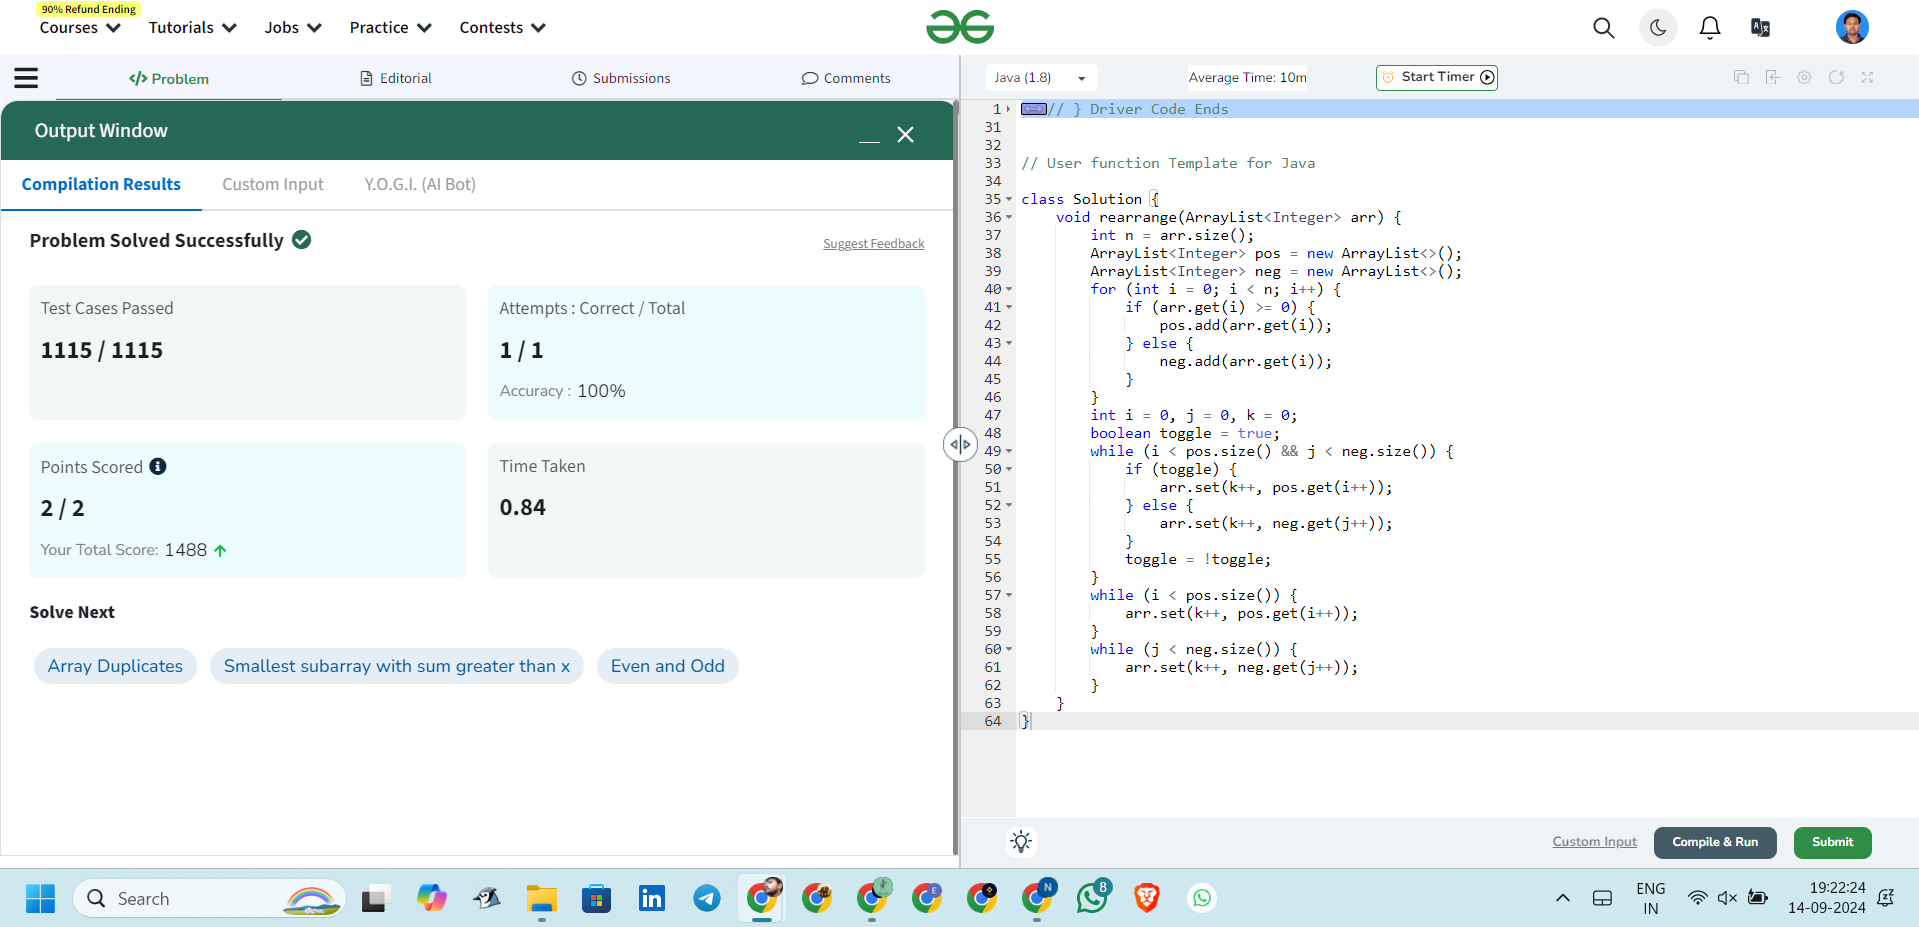 90% Refund Ending
Courses Tutorials Jobs Practice Contests
Problem Editorial Submissions Comments
Output Window
Compilation Results Custom Input Y.O.G.I. (AI Bot)
Problem Solved Successfully
Suggest Feedback
Test Cases Passed
1115 / 1115
Attempts : Correct / Total
1 / 1
Accuracy : 100%
Points Scored
2 / 2
Your Total Score: 1488
Time Taken
0.84
Solve Next
Array Duplicates Smallest subarray with sum greater than x Even and Odd
Java (1.8) Average Time: 10m Start Timer
1 // } Driver Code Ends
31
32
33 // User function Template for Java
34
35 class Solution {
36 void rearrange(ArrayList<Integer> arr) {
37 int n = arr.size();
38 ArrayList<Integer> pos = new ArrayList<>();
39 ArrayList<Integer> neg = new ArrayList<>();
40 for (int i = 0; i < n; i++) {
41 if (arr.get(i) >= 0) {
42 pos.add(arr.get(i));
43 } else {
44 neg.add(arr.get(i));
45 }
46 }
47 int i = 0, j = 0, k = 0;
48 boolean toggle = true;
49 while (i < pos.size() && j < neg.size()) {
50 if (toggle) {
51 arr.set(k++, pos.get(i++));
52 } else {
53 arr.set(k++, neg.get(j++));
54 }
55 toggle = !toggle;
56 }
57 while (i < pos.size()) {
58 arr.set(k++, pos.get(i++));
59 }
60 while (j < neg.size()) {
61 arr.set(k++, neg.get(j++));
62 }
63 }
64 }
Custom Input Compile & Run Submit
Search
E
N
8
ENG
IN
19:22:24
14-09-2024